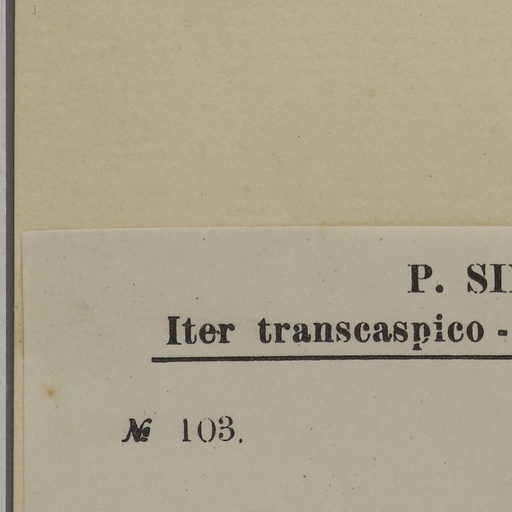 P. SI
Iter transcaspico -
№ 103.